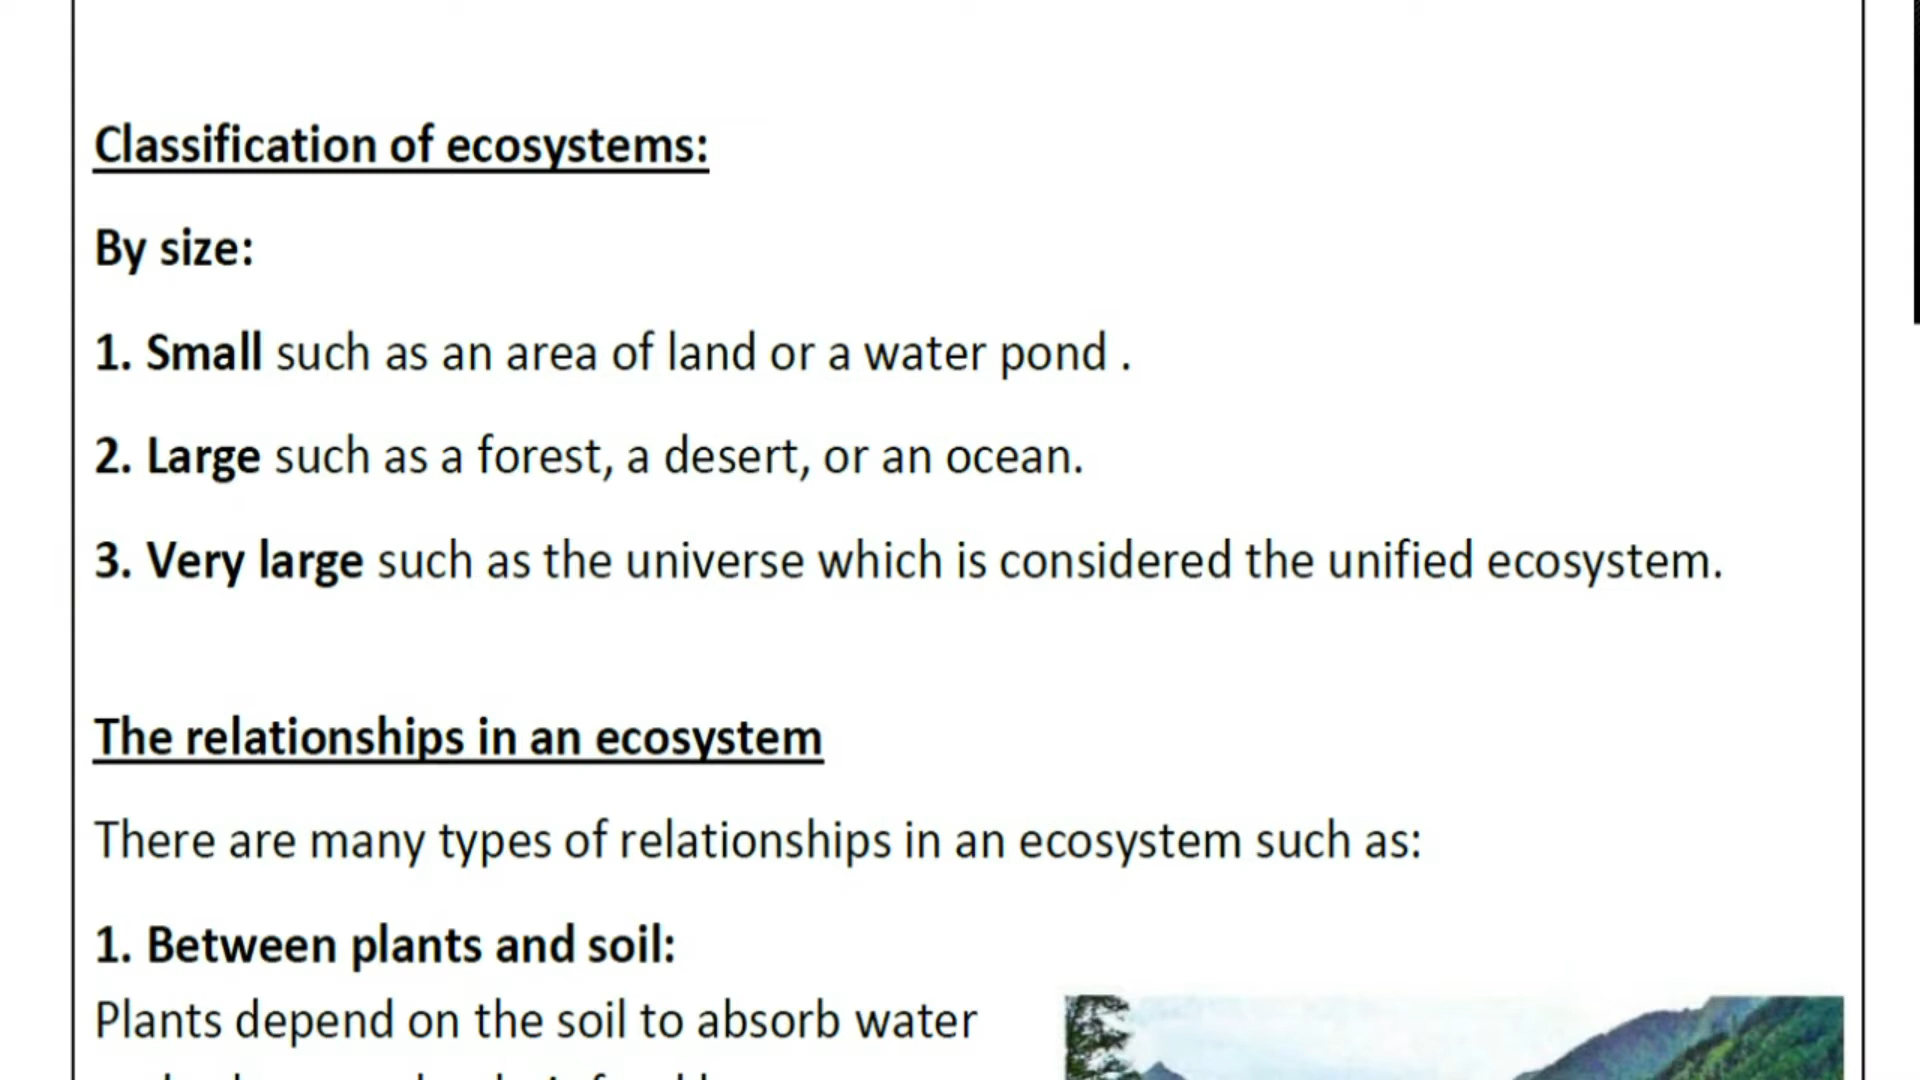 Classification of ecosystems:
By size:
1. Small such as an area of land or a water pond .
2. Large such as a forest, a desert, or an ocean.
3. Very large such as the universe which is considered the unified ecosystem.
The relationships in an ecosystem
There are many types of relationships in an ecosystem such as:
1. Between plants and soil:
Plants depend on the soil to absorb water